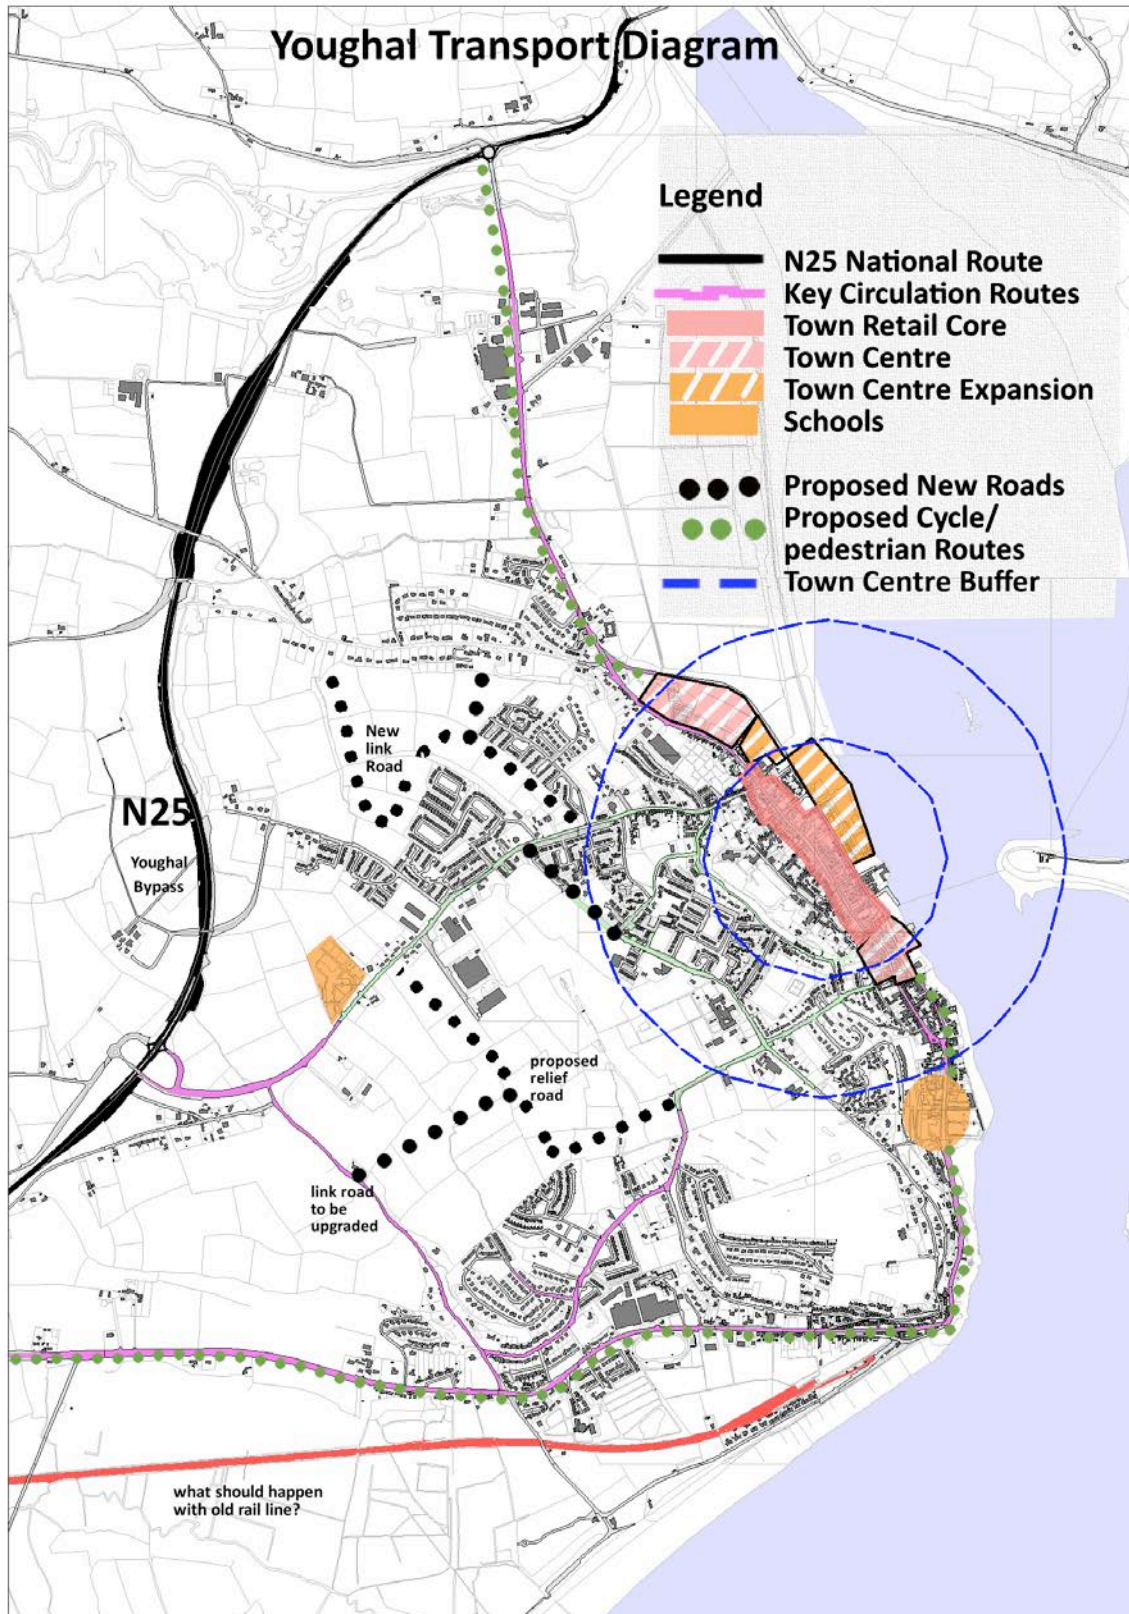 Youghal Transport Diagram
Legend
N25 National Route
Key Circulation Routes
Town Retail Core
Town Centre
Town Centre Expansion
Schools
Proposed New Roads
Proposed Cycle/
pedestrian Routes
Town Centre Buffer
New
link
Road
N25
Youghal
Bypass
proposed
relief
road
link road
to be
upgraded
what should happen
with old rail line?